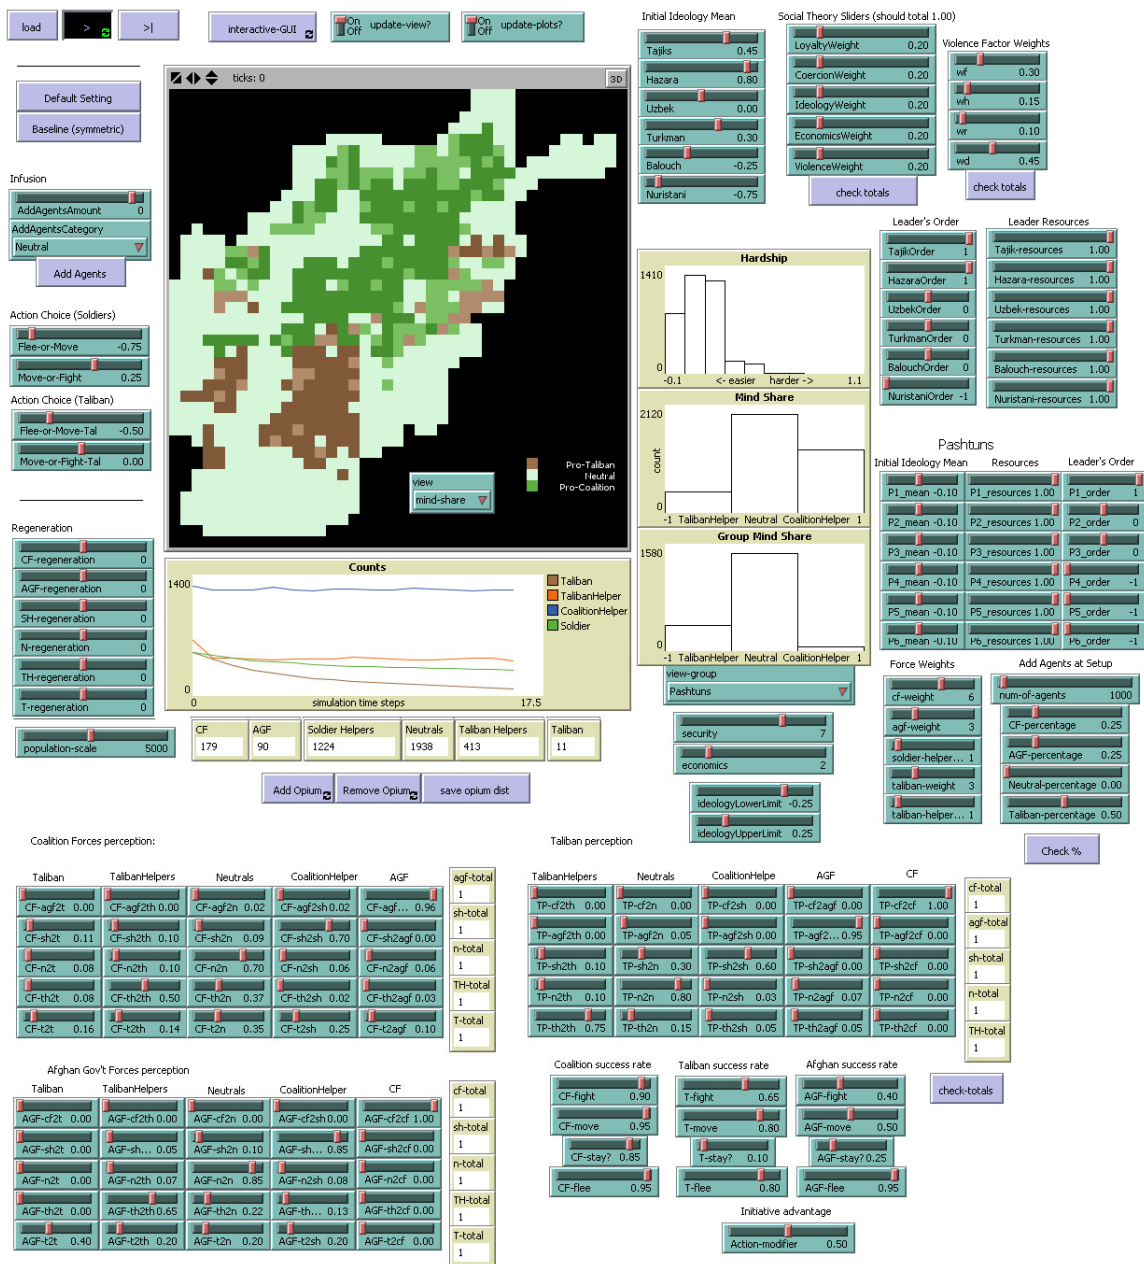 load
>
>|
interactive-GUI
On
Off
update-view?
On
Off
update-plots?
Default Setting
Baseline (symmetric)
Infusion
AddAgentsAmount 0
AddAgentsCategory
Neutral
Add Agents
Action Choice (Soldiers)
Flee-or-Move -0.75
Move-or-Fight 0.25
Action Choice (Taliban)
Flee-or-Move-Tal -0.50
Move-or-Fight-Tal 0.00
Regeneration
CF-regeneration 0
AGF-regeneration 0
SH-regeneration 0
N-regeneration 0
TH-regeneration 0
T-regeneration 0
population-scale 5000
ticks: 0
3D
Pro-Taliban
Neutral
Pro-Coalition
view
mind-share
Counts
1400
0
0 simulation time steps 17.5
Taliban
TalibanHelper
CoalitionHelper
Soldier
CF
179
AGF
90
Soldier Helpers
1224
Neutrals
1938
Taliban Helpers
413
Taliban
11
Add Opium
Remove Opium
save opium dist
Initial Ideology Mean
Tajiks 0.45
Hazara 0.80
Uzbek 0.00
Turkman 0.30
Balouch -0.25
Nuristani -0.75
Social Theory Sliders (should total 1.00)
LoyaltyWeight 0.20
CoercionWeight 0.20
IdeologyWeight 0.20
EconomicsWeight 0.20
ViolenceWeight 0.20
check totals
Violence Factor Weights
wf 0.30
wh 0.15
wr 0.10
wd 0.45
check totals
Leader's Order
TajikOrder 1
HazaraOrder 1
UzbekOrder 0
TurkmanOrder 0
BalouchOrder 0
NuristaniOrder -1
Leader Resources
Tajik-resources 1.00
Hazara-resources 1.00
Uzbek-resources 1.00
Turkman-resources 1.00
Balouch-resources 1.00
Nuristani-resources 1.00
Hardship
1410
0
-0.1 <- easier harder -> 1.1
Mind Share
2120
count
0
-1 TalibanHelper Neutral CoalitionHelper 1
Group Mind Share
1580
0
-1 TalibanHelper Neutral CoalitionHelper 1
view-group
Pashtuns
security 7
economics 2
ideologyLowerLimit -0.25
ideologyUpperLimit 0.25
Pashtuns
Initial Ideology Mean Resources Leader's Order
P1_mean -0.10 P1_resources 1.00 P1_order 1
P2_mean -0.10 P2_resources 1.00 P2_order 0
P3_mean -0.10 P3_resources 1.00 P3_order 0
P4_mean -0.10 P4_resources 1.00 P4_order -1
P5_mean -0.10 P5_resources 1.00 P5_order -1
P6_mean -0.10 P6_resources 1.00 P6_order -1
Force Weights
cf-weight 6
agf-weight 3
soldier-helper... 1
taliban-weight 3
taliban-helper... 1
Add Agents at Setup
num-of-agents 1000
CF-percentage 0.25
AGF-percentage 0.25
Neutral-percentage 0.00
Taliban-percentage 0.50
Check %
Coalition Forces perception:
Taliban TalibanHelpers Neutrals CoalitionHelper AGF
CF-agf2t 0.00 CF-agf2th 0.00 CF-agf2n 0.02 CF-agf2sh 0.02 CF-agf... 0.96
CF-sh2t 0.11 CF-sh2th 0.10 CF-sh2n 0.09 CF-sh2sh 0.70 CF-sh2agf 0.00
CF-n2t 0.08 CF-n2th 0.10 CF-n2n 0.70 CF-n2sh 0.06 CF-n2agf 0.06
CF-th2t 0.08 CF-th2th 0.50 CF-th2n 0.37 CF-th2sh 0.02 CF-th2agf 0.03
CF-t2t 0.16 CF-t2th 0.14 CF-t2n 0.35 CF-t2sh 0.25 CF-t2agf 0.10
agf-total
1
sh-total
1
n-total
1
TH-total
1
T-total
1
Taliban perception
TalibanHelpers Neutrals CoalitionHelpe AGF CF
TP-cf2th 0.00 TP-cf2n 0.00 TP-cf2sh 0.00 TP-cf2agf 0.00 TP-cf2cf 1.00
TP-agf2th 0.00 TP-agf2n 0.05 TP-agf2sh 0.00 TP-agf2... 0.95 TP-agf2cf 0.00
TP-sh2th 0.10 TP-sh2n 0.30 TP-sh2sh 0.60 TP-sh2agf 0.00 TP-sh2cf 0.00
TP-n2th 0.10 TP-n2n 0.80 TP-n2sh 0.03 TP-n2agf 0.07 TP-n2cf 0.00
TP-th2th 0.75 TP-th2n 0.15 TP-th2sh 0.05 TP-th2agf 0.05 TP-th2cf 0.00
cf-total
1
agf-total
1
sh-total
1
n-total
1
TH-total
1
Afghan Gov't Forces perception
Taliban TalibanHelpers Neutrals CoalitionHelper CF
AGF-cf2t 0.00 AGF-cf2th 0.00 AGF-cf2n 0.00 AGF-cf2sh 0.00 AGF-cf2cf 1.00
AGF-sh2t 0.00 AGF-sh... 0.05 AGF-sh2n 0.10 AGF-sh... 0.85 AGF-sh2cf 0.00
AGF-n2t 0.00 AGF-n2th 0.07 AGF-n2n 0.85 AGF-n2sh 0.08 AGF-n2cf 0.00
AGF-th2t 0.00 AGF-th2th 0.65 AGF-th2n 0.22 AGF-th... 0.13 AGF-th2cf 0.00
AGF-t2t 0.40 AGF-t2th 0.20 AGF-t2n 0.20 AGF-t2sh 0.20 AGF-t2cf 0.00
cf-total
1
sh-total
1
n-total
1
TH-total
1
T-total
1
Coalition success rate Taliban success rate Afghan success rate
CF-fight 0.90 T-fight 0.65 AGF-fight 0.40
CF-move 0.95 T-move 0.80 AGF-move 0.50
CF-stay? 0.85 T-stay? 0.10 AGF-stay? 0.25
CF-flee 0.95 T-flee 0.80 AGF-flee 0.95
check-totals
Initiative advantage
Action-modifier 0.50